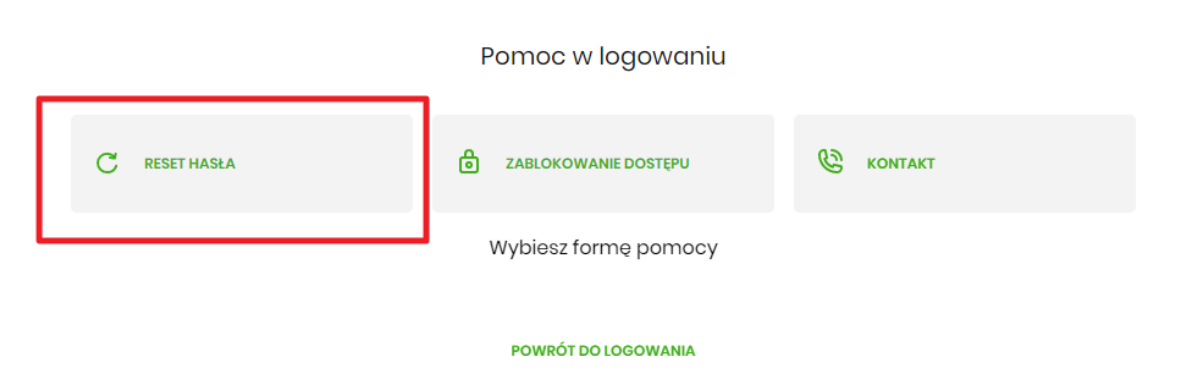 Pomoc w logowaniu
RESET HASŁA
ZABLOKOWANIE DOSTĘPU
KONTAKT
Wybiesz formę pomocy
POWRÓT DO LOGOWANIA